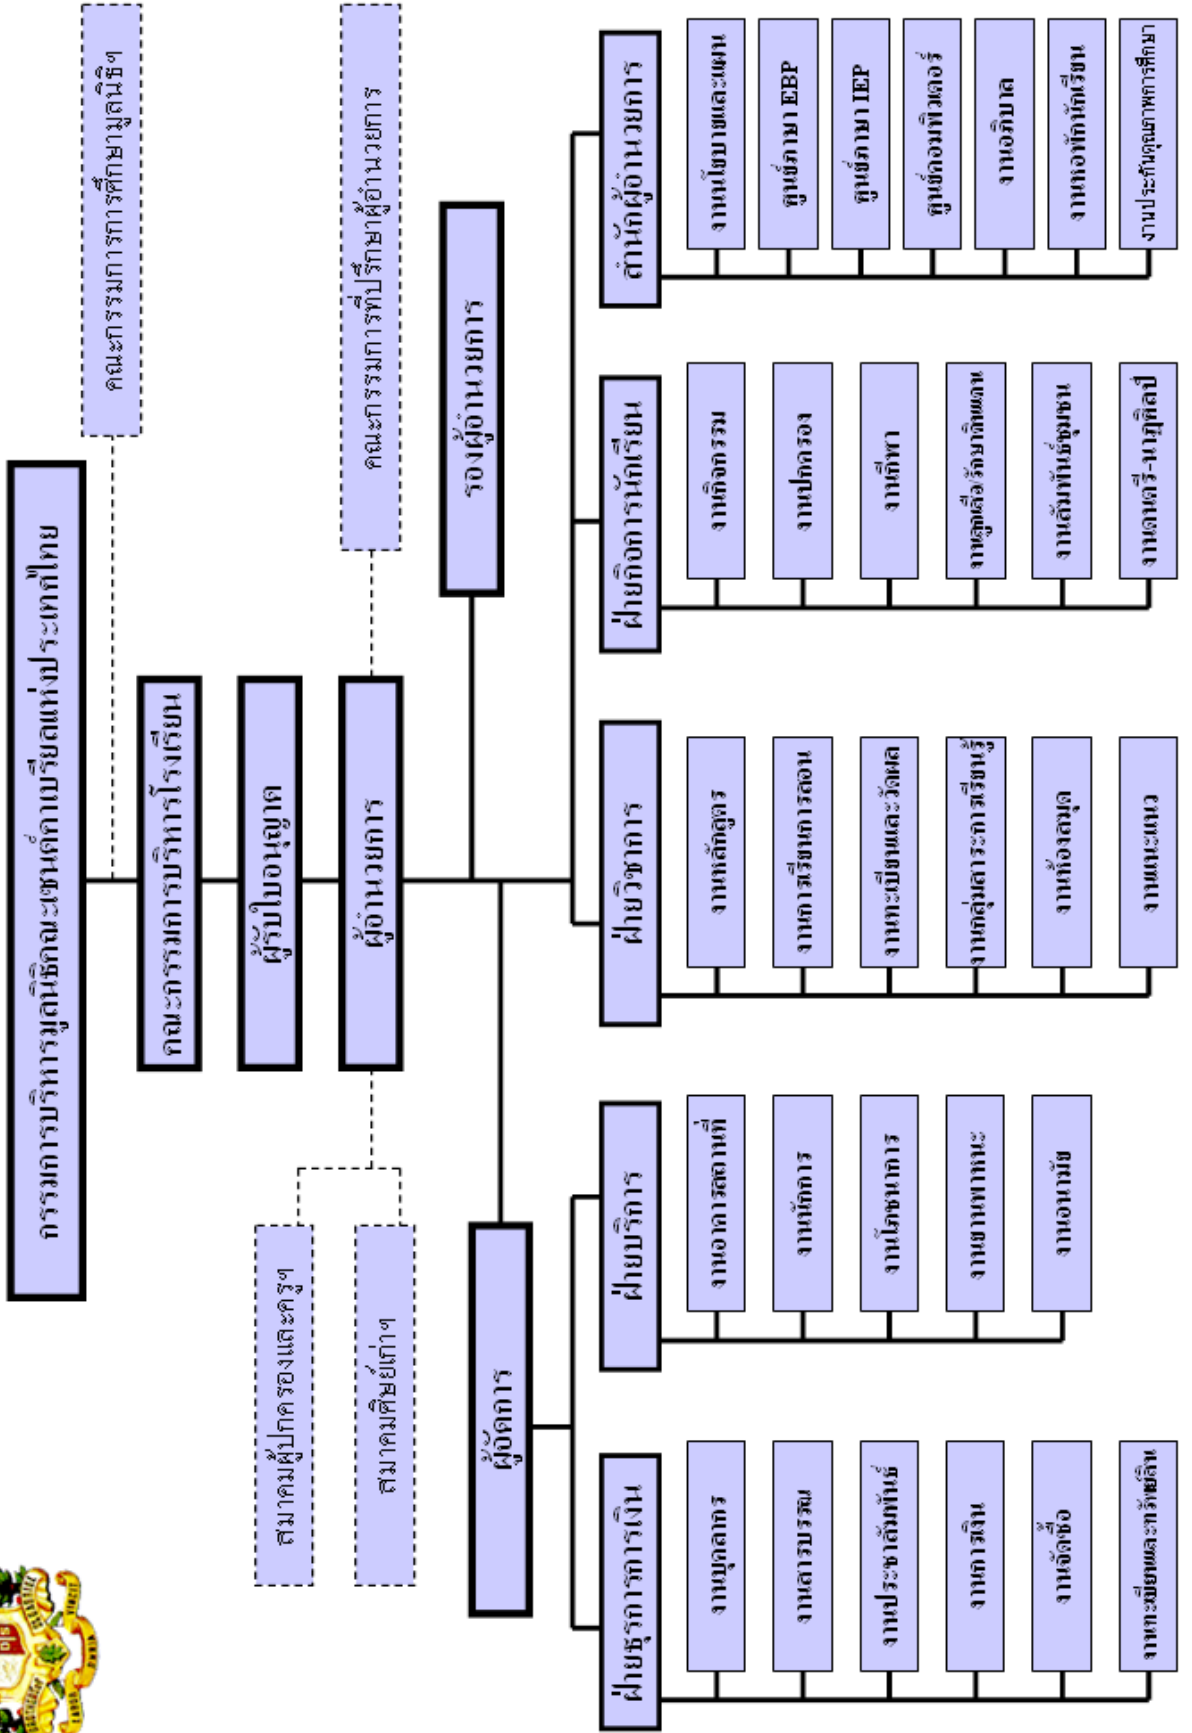 กรรมการบริหารมูลนิธิคณะเซนต์คาเบรียลแห่งประเทศไทย
คณะกรรมการการศึกษามูลนิธิฯ
คณะกรรมการบริหารโรงเรียน
ผู้รับใบอนุญาต
ผู้อำนวยการ
คณะกรรมการที่ปรึกษาผู้อำนวยการ
สมาคมผู้ปกครองและครูฯ
สมาคมศิษย์เก่าฯ
รองผู้อำนวยการ
ผู้จัดการ
ฝ่ายธุรการการเงิน
งานบุคลากร
งานสารบรรณ
งานประชาสัมพันธ์
งานการเงิน
งานจัดซื้อ
งานทะเบียนและทรัพย์สิน
ฝ่ายบริการ
งานอาคารสถานที่
งานนักการ
งานโภชนาการ
งานยานพาหนะ
งานอนามัย
ฝ่ายวิชาการ
งานหลักสูตร
งานการเรียนการสอน
งานทะเบียนและวัดผล
งานกลุ่มสาระการเรียนรู้
งานห้องสมุด
งานแนะแนว
ฝ่ายกิจการนักเรียน
งานกิจกรรม
งานปกครอง
งานกีฬา
งานลูกเสือ/รักษาดินแดน
งานสัมพันธ์ชุมชน
งานดนตรี-นาฏศิลป์
สำนักผู้อำนวยการ
งานนโยบายและแผน
ศูนย์ภาษา EBP
ศูนย์ภาษา IEP
ศูนย์คอมพิวเตอร์
งานอภิบาล
งานหอพักนักเรียน
งานประกันคุณภาพการศึกษา
LABOR
OMNIA
VINCIT